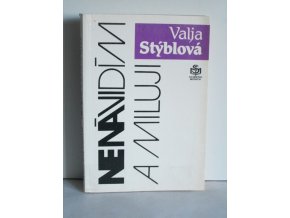 Valja
Stýblová
NENÁVIDÍM
A MILUJI